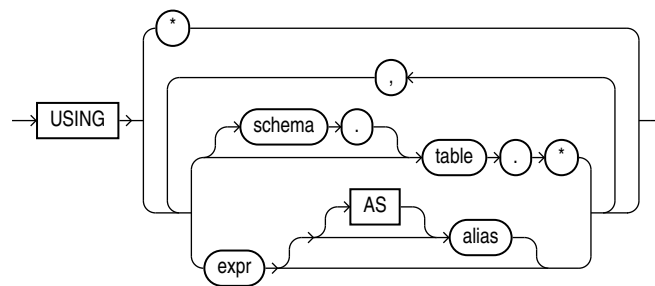 *
,
USING
schema .
table . *
AS
alias
expr